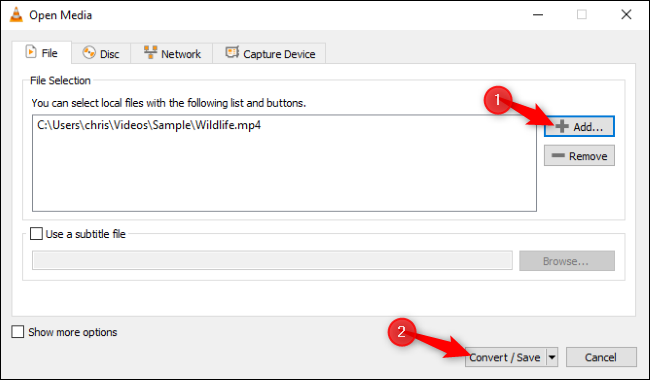 Open Media
File Disc Network Capture Device
File Selection
You can select local files with the following list and buttons.
C:\Users\chris\Videos\Sample\Wildlife.mp4
1
Add...
Remove
Use a subtitle file
Browse...
Show more options
2
Convert / Save Cancel